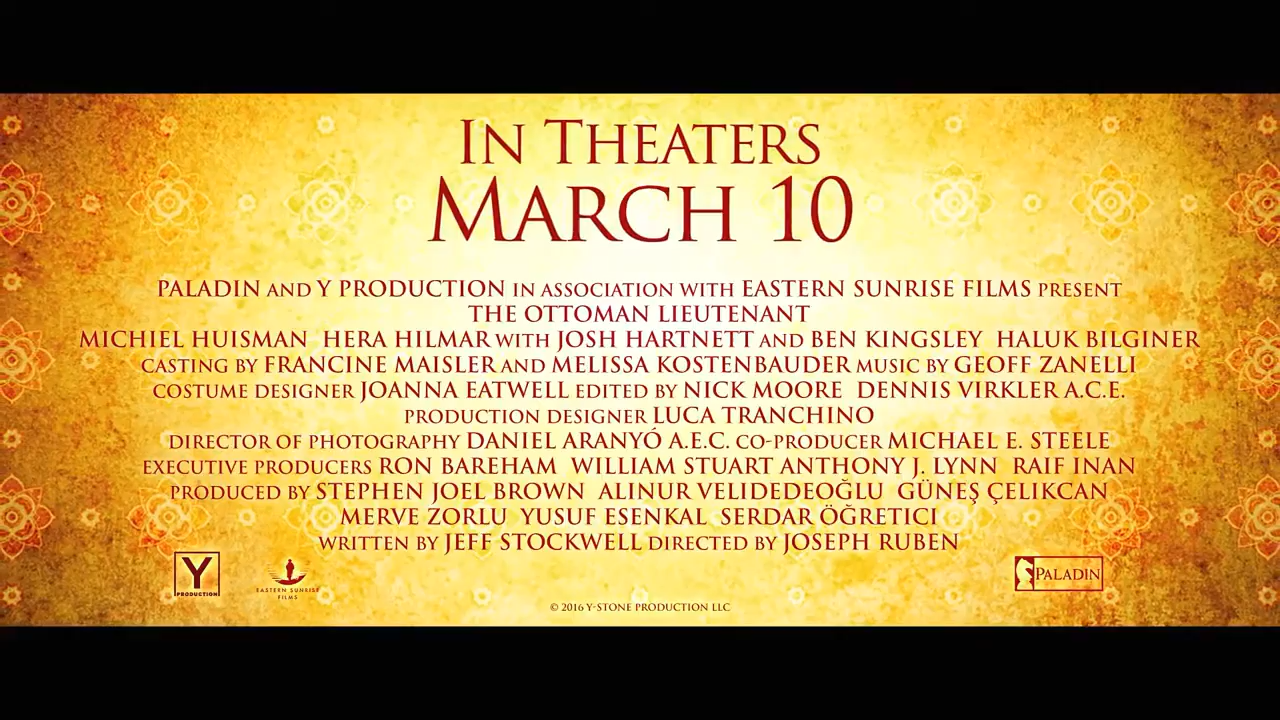 IN THEATERS
MARCH 10
PALADIN AND Y PRODUCTION IN ASSOCIATION WITH EASTERN SUNRISE FILMS PRESENT
THE OTTOMAN LIEUTENANT
MICHIEL HUISMAN HERA HILMAR WITH JOSH HARTNETT AND BEN KINGSLEY HALUK BILGINER
CASTING BY FRANCINE MAISLER AND MELISSA KOSTENBAUDER MUSIC BY GEOFF ZANELLI
COSTUME DESIGNER JOANNA EATWELL EDITED BY NICK MOORE DENNIS VIRKLER A.C.E.
PRODUCTION DESIGNER LUCA TRANCHINO
DIRECTOR OF PHOTOGRAPHY DANIEL ARANYÓ A.E.C. CO-PRODUCER MICHAEL E. STEELE
EXECUTIVE PRODUCERS RON BAREHAM WILLIAM STUART ANTHONY J. LYNN RAIF INAN
PRODUCED BY STEPHEN JOEL BROWN ALINUR VELIDEDEOĞLU GÜNEŞ ÇELIKCAN
MERVE ZORLU YUSUF ESENKAL SERDAR ÖĞRETICI
WRITTEN BY JEFF STOCKWELL DIRECTED BY JOSEPH RUBEN
Y
PRODUCTION
EASTERN SUNRISE
FILMS
PALADIN
© 2016 Y-STONE PRODUCTION LLC